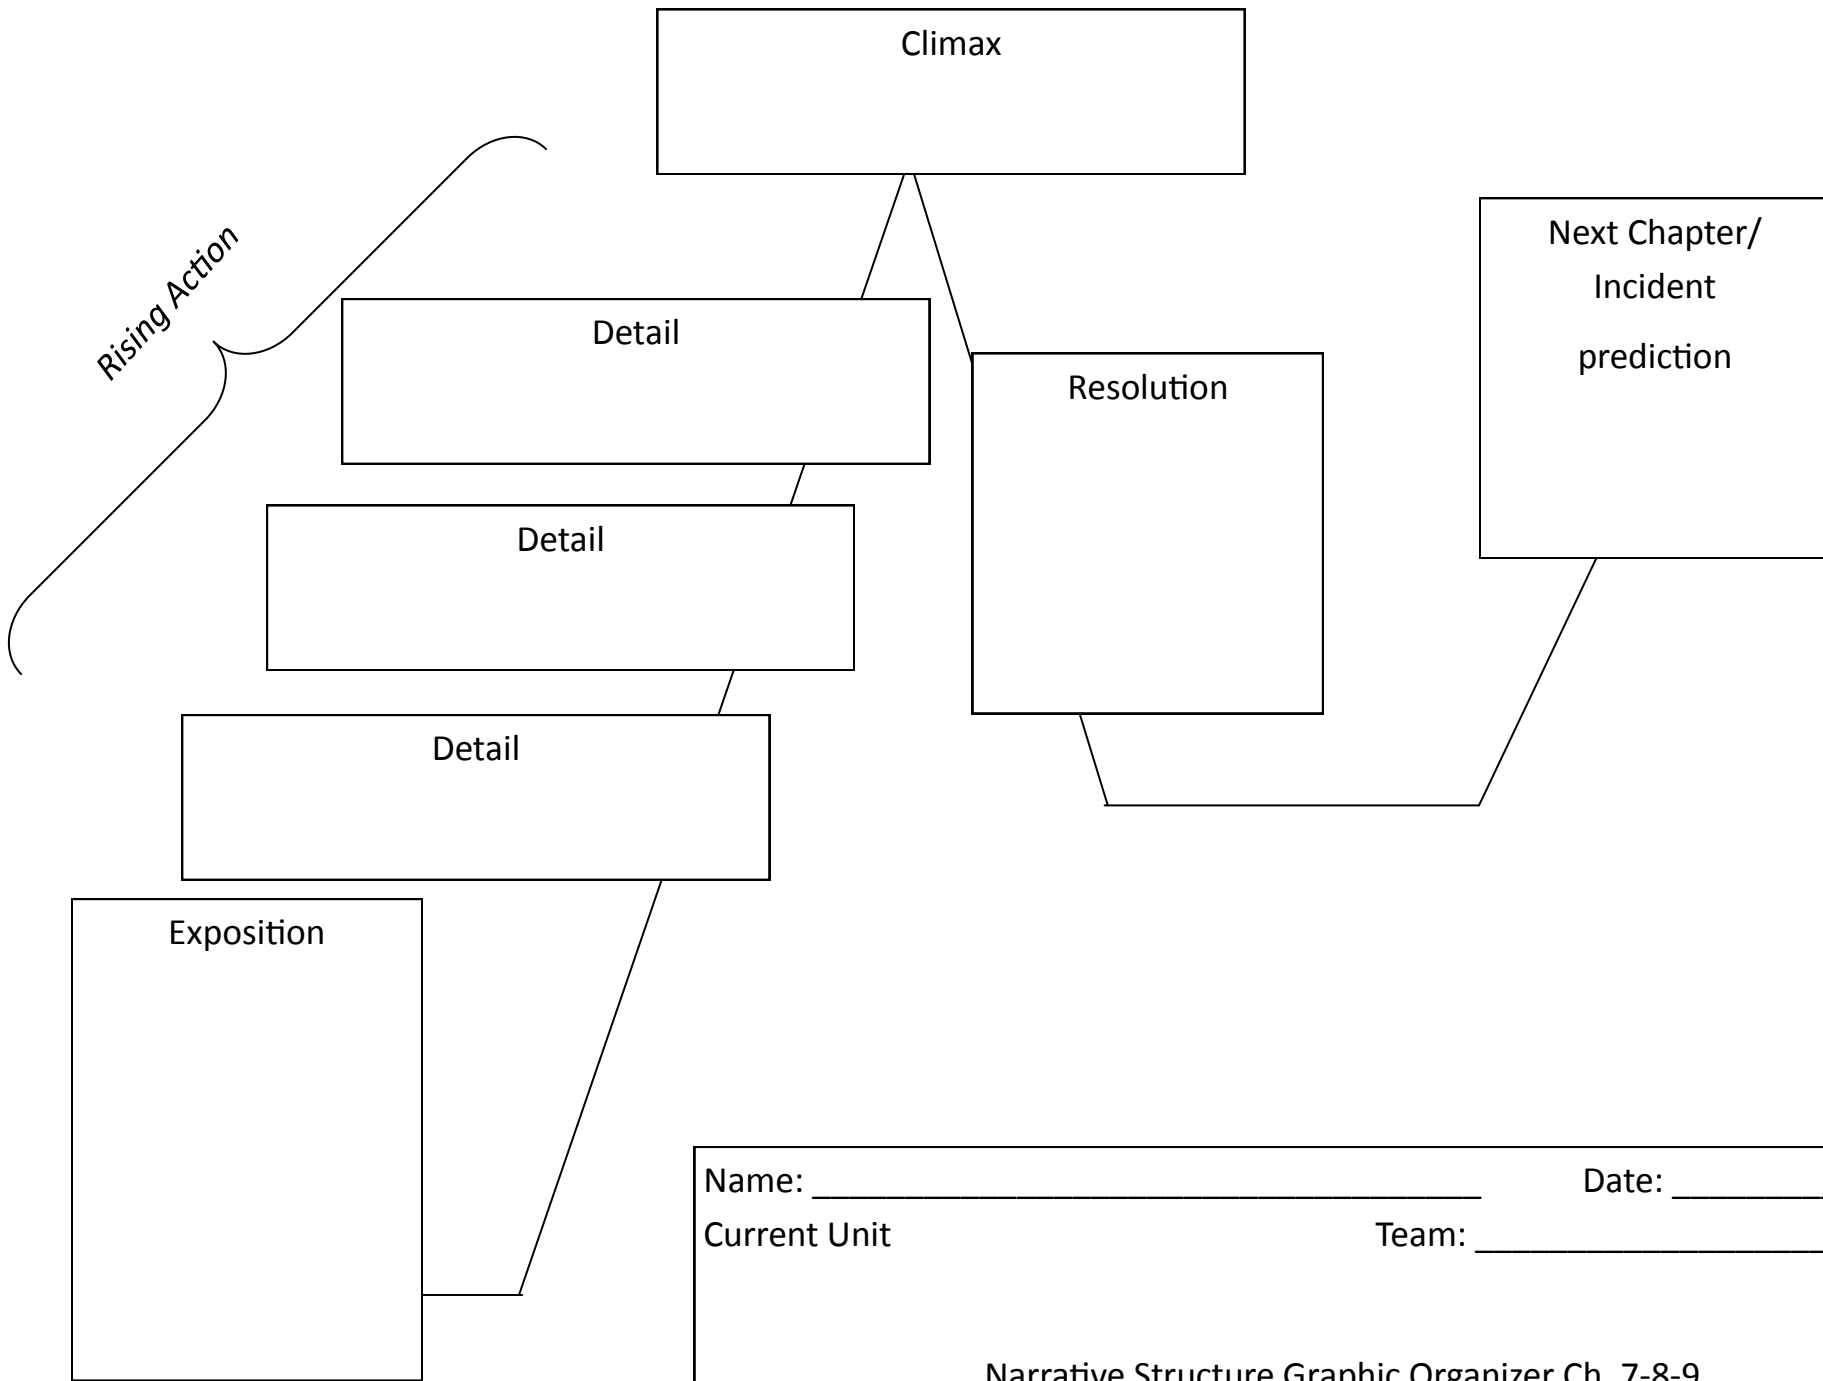 Climax
Rising Action
Next Chapter/
Incident
prediction
Detail
Resolution
Detail
Detail
Exposition
Name: ____________________________________ Date: ________
Current Unit Team: ___________________
Narrative Structure Graphic Organizer Ch. 7-8-9